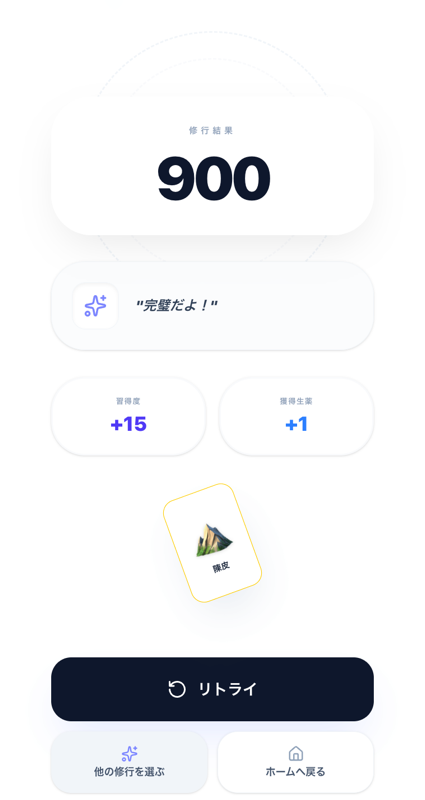 修行結果
900
"完璧だよ！"
習得度
+15
獲得生薬
+1
陳皮
リトライ
他の修行を選ぶ
ホームへ戻る